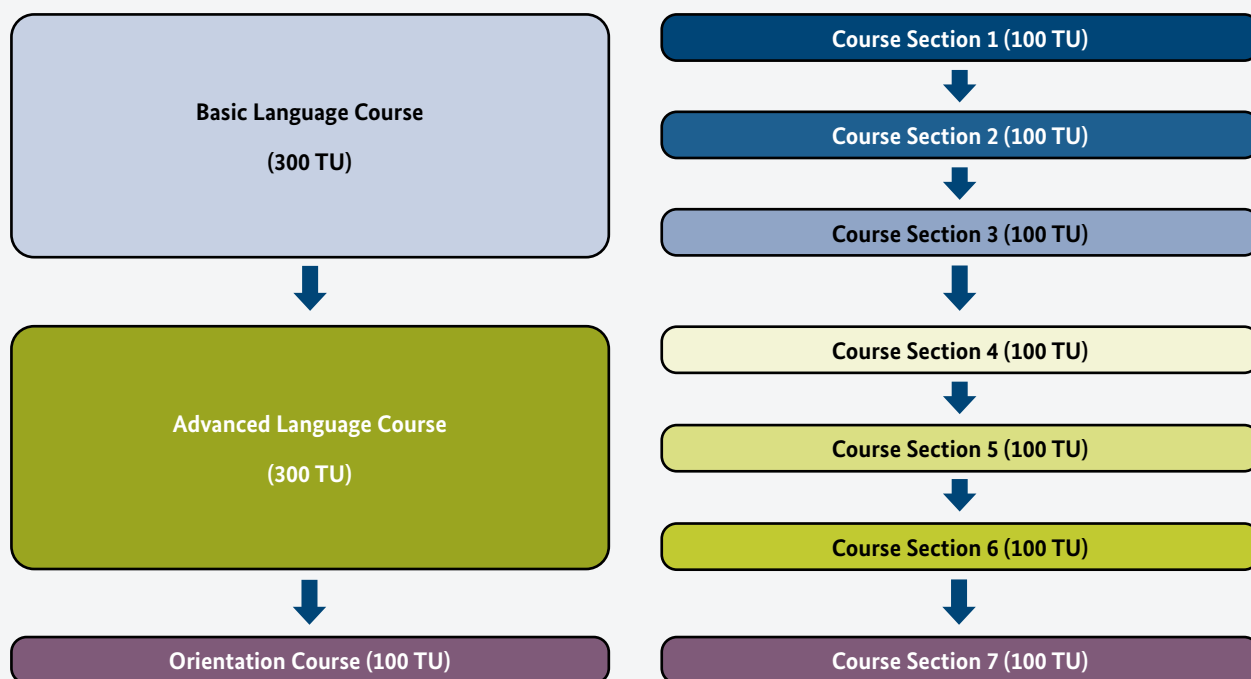 Basic Language Course
(300 TU)
Advanced Language Course
(300 TU)
Orientation Course (100 TU)
Course Section 1 (100 TU)
Course Section 2 (100 TU)
Course Section 3 (100 TU)
Course Section 4 (100 TU)
Course Section 5 (100 TU)
Course Section 6 (100 TU)
Course Section 7 (100 TU)